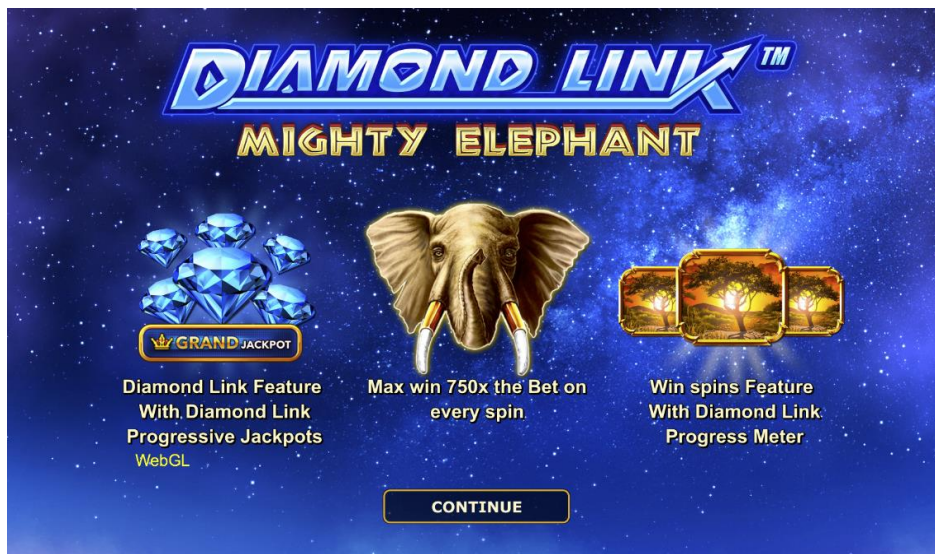 DIAMOND LINK™
MIGHTY ELEPHANT
GRAND JACKPOT
Diamond Link Feature
With Diamond Link
Progressive Jackpots
WebGL
Max win 750x the Bet on
every spin
Win spins Feature
With Diamond Link
Progress Meter
CONTINUE